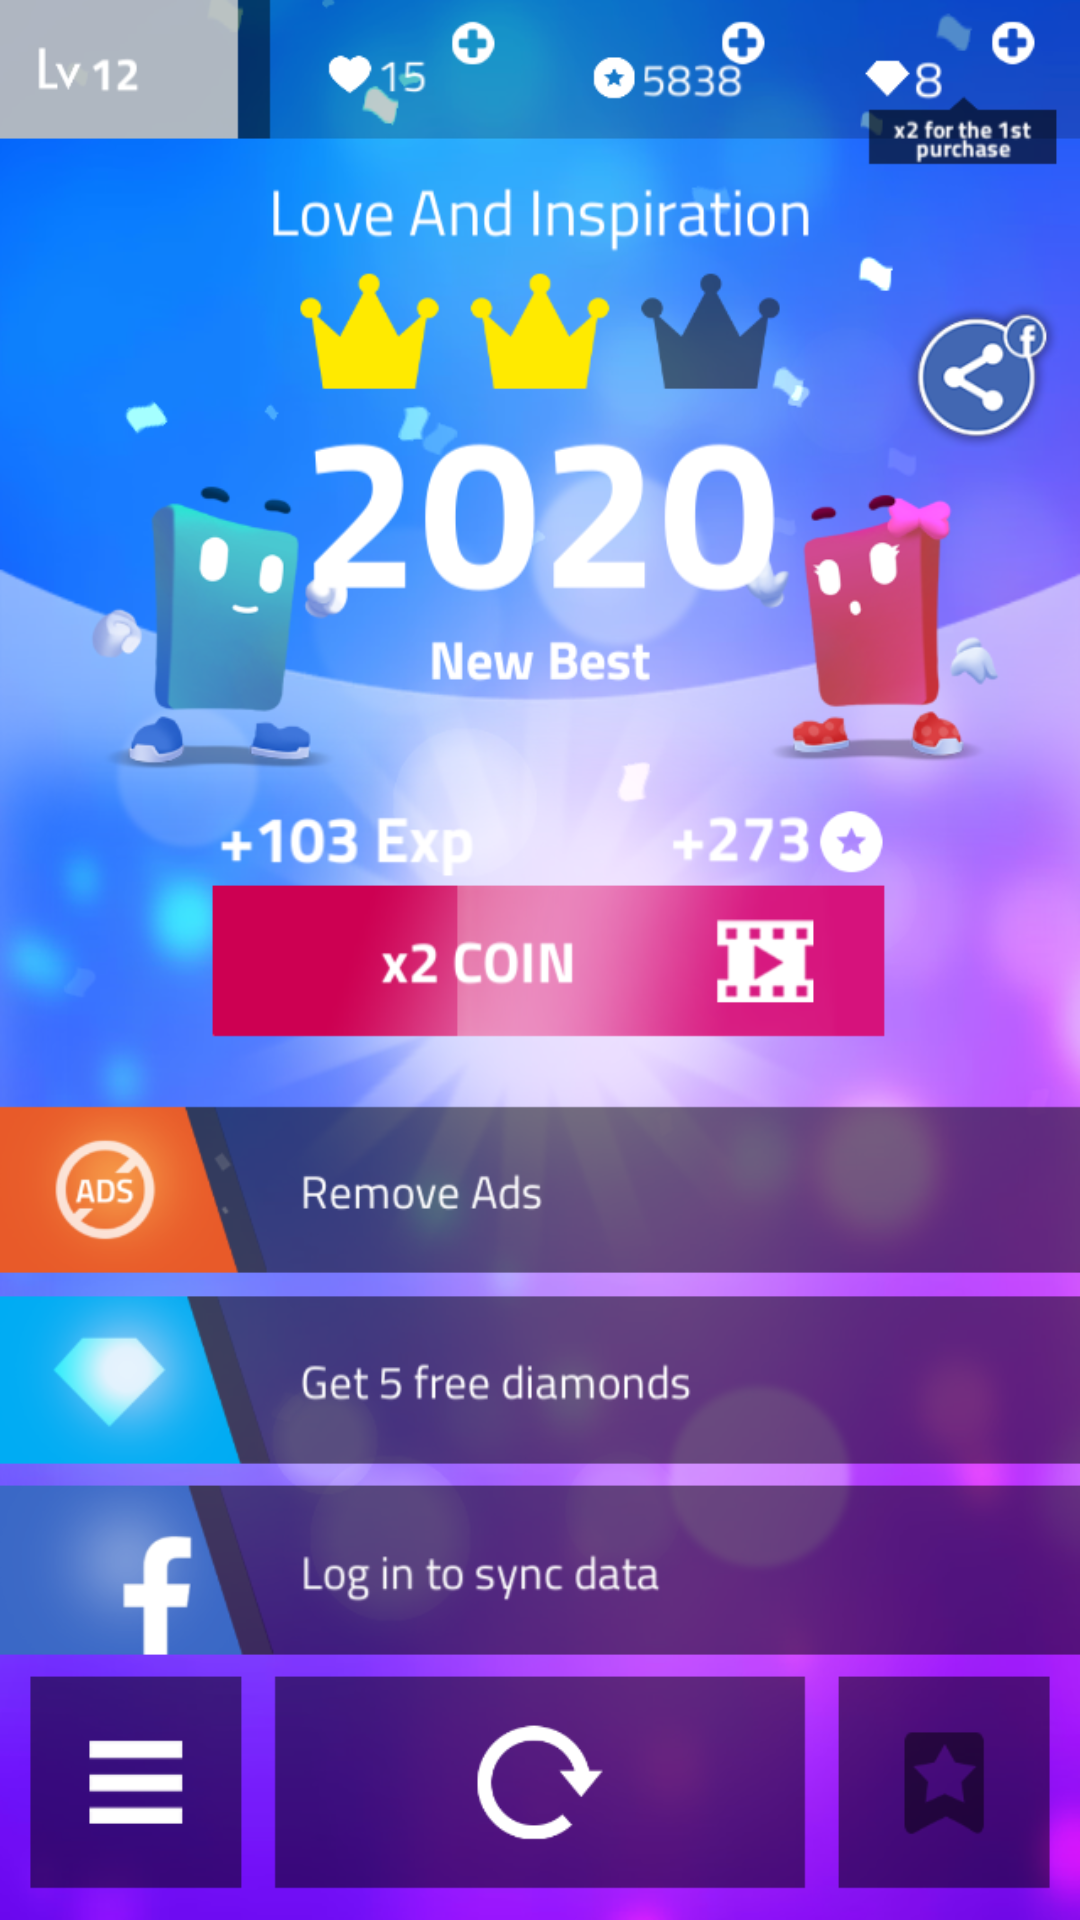 Lv 12
15
5838
8
x2 for the 1st
purchase
Love And Inspiration
2020
New Best
+103 Exp
+273
x2 COIN
ADS
Remove Ads
Get 5 free diamonds
Log in to sync data